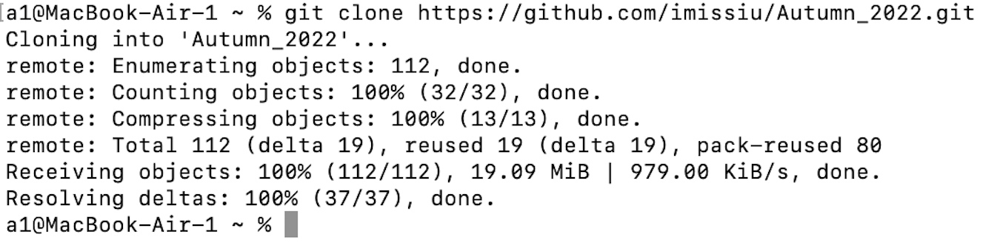 a1@MacBook-Air-1 ~ % git clone https://github.com/imissiu/Autumn_2022.git
Cloning into 'Autumn_2022'...
remote: Enumerating objects: 112, done.
remote: Counting objects: 100% (32/32), done.
remote: Compressing objects: 100% (13/13), done.
remote: Total 112 (delta 19), reused 19 (delta 19), pack-reused 80
Receiving objects: 100% (112/112), 19.09 MiB | 979.00 KiB/s, done.
Resolving deltas: 100% (37/37), done.
a1@MacBook-Air-1 ~ %